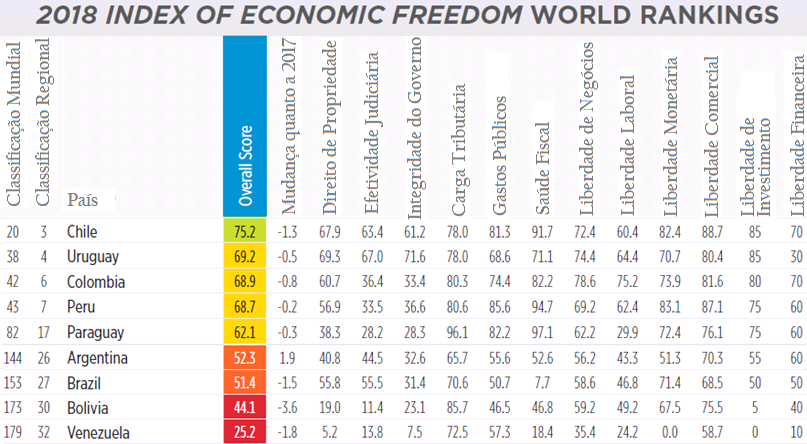 2018 INDEX OF ECONOMIC FREEDOM WORLD RANKINGS
Classificação Mundial
Classificação Regional
País
Overall Score
Mudança quanto a 2017
Direito de Propriedade
Efetividade Judiciária
Integridade do Governo
Carga Tributária
Gastos Públicos
Saude Fiscal
Liberdade de Negócios
Liberdade Laboral
Liberdade Monetária
Liberdade Comercial
Liberdade de
Investimento
Liberdade Financeira
20 3 Chile 75.2 -1.3 67.9 63.4 61.2 78.0 81.3 91.7 72.4 60.4 82.4 88.7 85 70
38 4 Uruguay 69.2 -0.5 69.3 67.0 71.6 78.0 68.6 71.1 74.4 64.4 70.7 80.4 85 30
42 6 Colombia 68.9 -0.8 60.7 36.4 33.4 80.3 74.4 82.2 78.6 75.2 73.9 81.6 80 70
43 7 Peru 68.7 -0.2 56.9 33.5 36.6 80.6 85.6 94.7 69.2 62.4 83.1 87.1 75 60
82 17 Paraguay 62.1 -0.3 38.3 28.2 28.3 96.1 82.2 97.1 62.2 29.9 72.4 76.1 75 60
144 26 Argentina 52.3 1.9 40.8 44.5 32.6 65.7 55.6 52.6 56.2 43.3 51.3 70.3 55 60
153 27 Brazil 51.4 -1.5 55.8 55.5 31.4 70.6 50.7 7.7 58.6 46.8 71.4 68.5 50 50
173 30 Bolivia 44.1 -3.6 19.0 11.4 23.1 85.7 46.5 46.8 59.2 49.2 67.5 75.5 5 40
179 32 Venezuela 25.2 -1.8 5.2 13.8 7.5 72.5 57.3 18.4 35.4 24.2 0.0 58.7 0 10